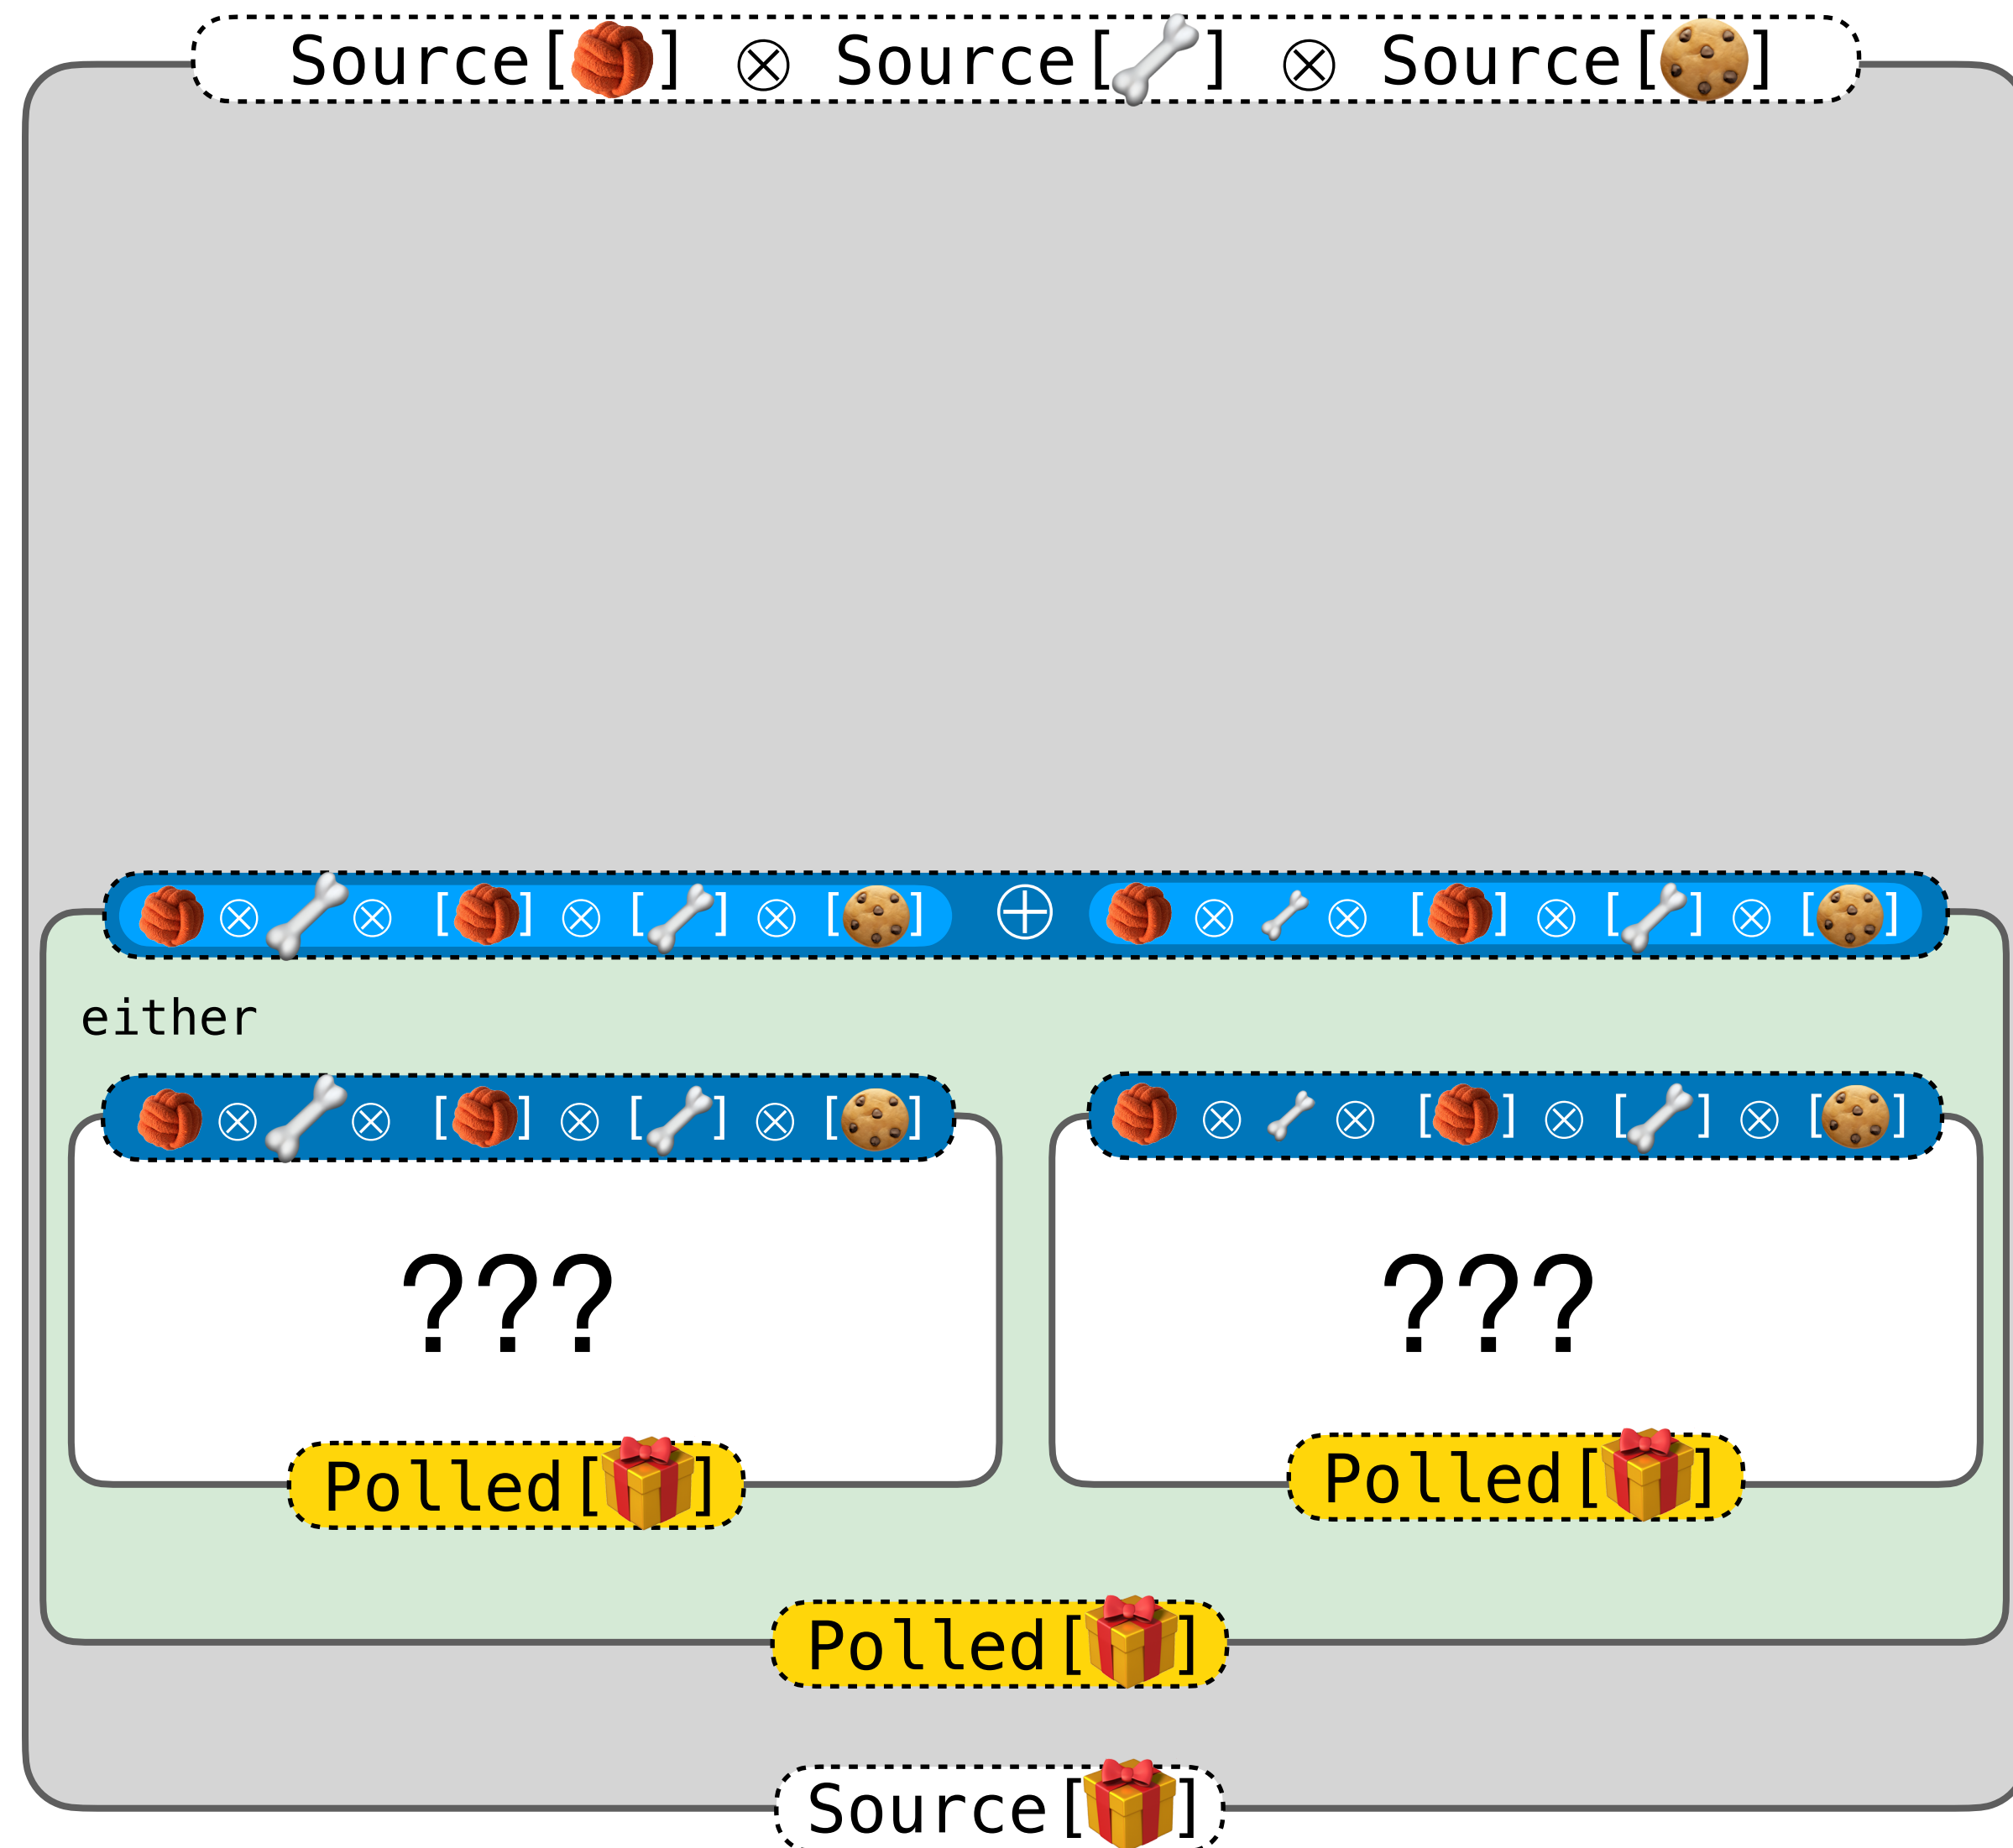 Source[🧶] ⊗ Source[🦴] ⊗ Source[🍪]
🧶 ⊗ 🦴 ⊗ [🧶] ⊗ [🦴] ⊗ [🍪] ⊕ 🧶 ⊗ 🦴 ⊗ [🧶] ⊗ [🦴] ⊗ [🍪]
either
🧶 ⊗ 🦴 ⊗ [🧶] ⊗ [🦴] ⊗ [🍪] 🧶 ⊗ 🦴 ⊗ [🧶] ⊗ [🦴] ⊗ [🍪]
??? ???
Polled[🎁] Polled[🎁]
Polled[🎁]
Source[🎁]